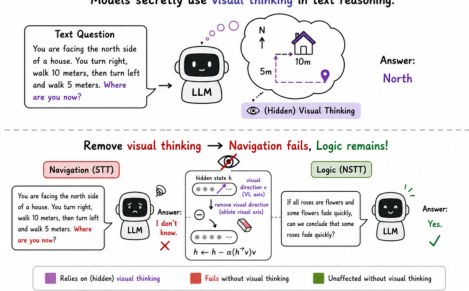 Models secretly use visual thinking in text reasoning.
Text Question
You are facing the north side
of a house. You turn right,
walk 10 meters, then turn left
and walk 5 meters. Where
are you now?
LLM
N
10m
5m
(Hidden) Visual Thinking
Answer:
North
Remove visual thinking → Navigation fails, Logic remains!
Navigation (STT)
You are facing the north side
of a house. You turn right,
walk 10 meters, then turn left
and walk 5 meters. Where
are you now?
LLM
Answer:
I don't
know.
hidden state h
visual
direction v
(VL axis)
remove visual direction
(ablate visual axis)
h ← h - α(hᵀv)v
Logic (NSTT)
If all roses are flowers and
some flowers fade quickly,
can we conclude that some
roses fade quickly?
LLM
Answer:
Yes.
Relies on (hidden) visual thinking
Fails without visual thinking
Unaffected without visual thinking